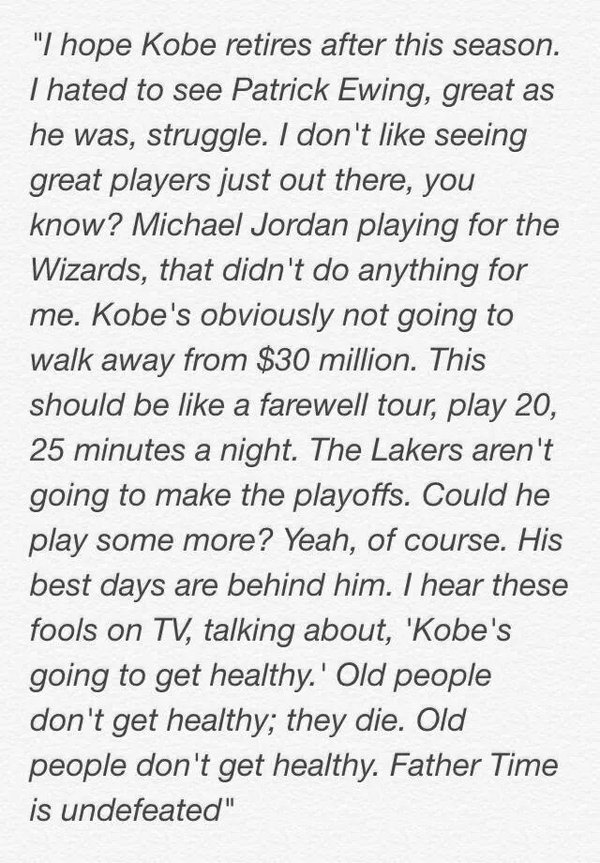 "I hope Kobe retires after this season.
I hated to see Patrick Ewing, great as
he was, struggle. I don't like seeing
great players just out there, you
know? Michael Jordan playing for the
Wizards, that didn't do anything for
me. Kobe's obviously not going to
walk away from $30 million. This
should be like a farewell tour, play 20,
25 minutes a night. The Lakers aren't
going to make the playoffs. Could he
play some more? Yeah, of course. His
best days are behind him. I hear these
fools on TV, talking about, 'Kobe's
going to get healthy.' Old people
don't get healthy; they die. Old
people don't get healthy. Father Time
is undefeated"